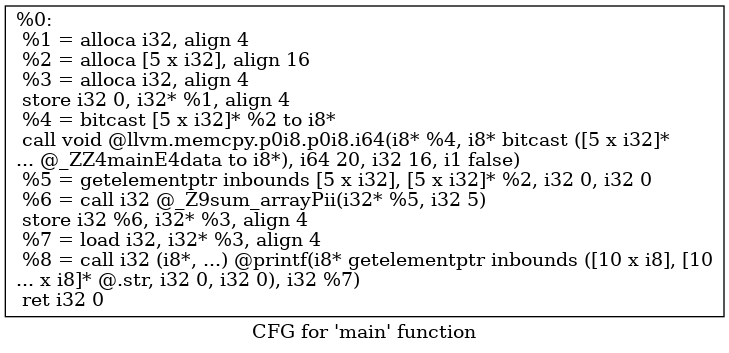 %0:
%1 = alloca i32, align 4
%2 = alloca [5 x i32], align 16
%3 = alloca i32, align 4
store i32 0, i32* %1, align 4
%4 = bitcast [5 x i32]* %2 to i8*
call void @llvm.memcpy.p0i8.p0i8.i64(i8* %4, i8* bitcast ([5 x i32]*
... @_ZZ4mainE4data to i8*), i64 20, i32 16, i1 false)
%5 = getelementptr inbounds [5 x i32], [5 x i32]* %2, i32 0, i32 0
%6 = call i32 @_Z9sum_arrayPii(i32* %5, i32 5)
store i32 %6, i32* %3, align 4
%7 = load i32, i32* %3, align 4
%8 = call i32 (i8*, ...) @printf(i8* getelementptr inbounds ([10 x i8], [10
... x i8]* @.str, i32 0, i32 0), i32 %7)
ret i32 0
CFG for 'main' function